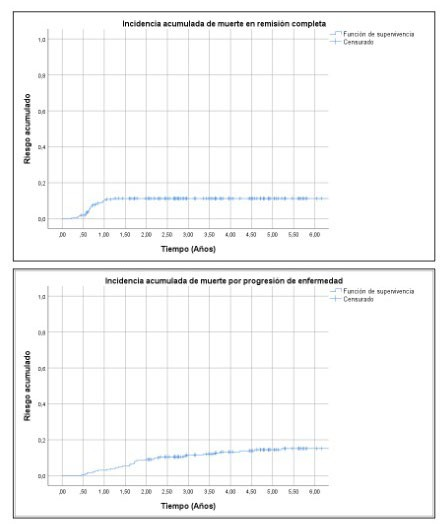 Incidencia acumulada de muerte en remisión completa
Función de supervivencia
Censurado
1,0
0,8
0,6
0,4
0,2
0,0
Riesgo acumulado
,00 ,50 1,00 1,50 2,00 2,50 3,00 3,50 4,00 4,50 5,00 5,50 6,00
Tiempo (Años)
Incidencia acumulada de muerte por progresión de enfermedad
Función de supervivencia
Censurado
1,0
0,8
0,6
0,4
0,2
0,0
Riesgo acumulado
,00 ,50 1,00 1,50 2,00 2,50 3,00 3,50 4,00 4,50 5,00 5,50 6,00
Tiempo (Años)